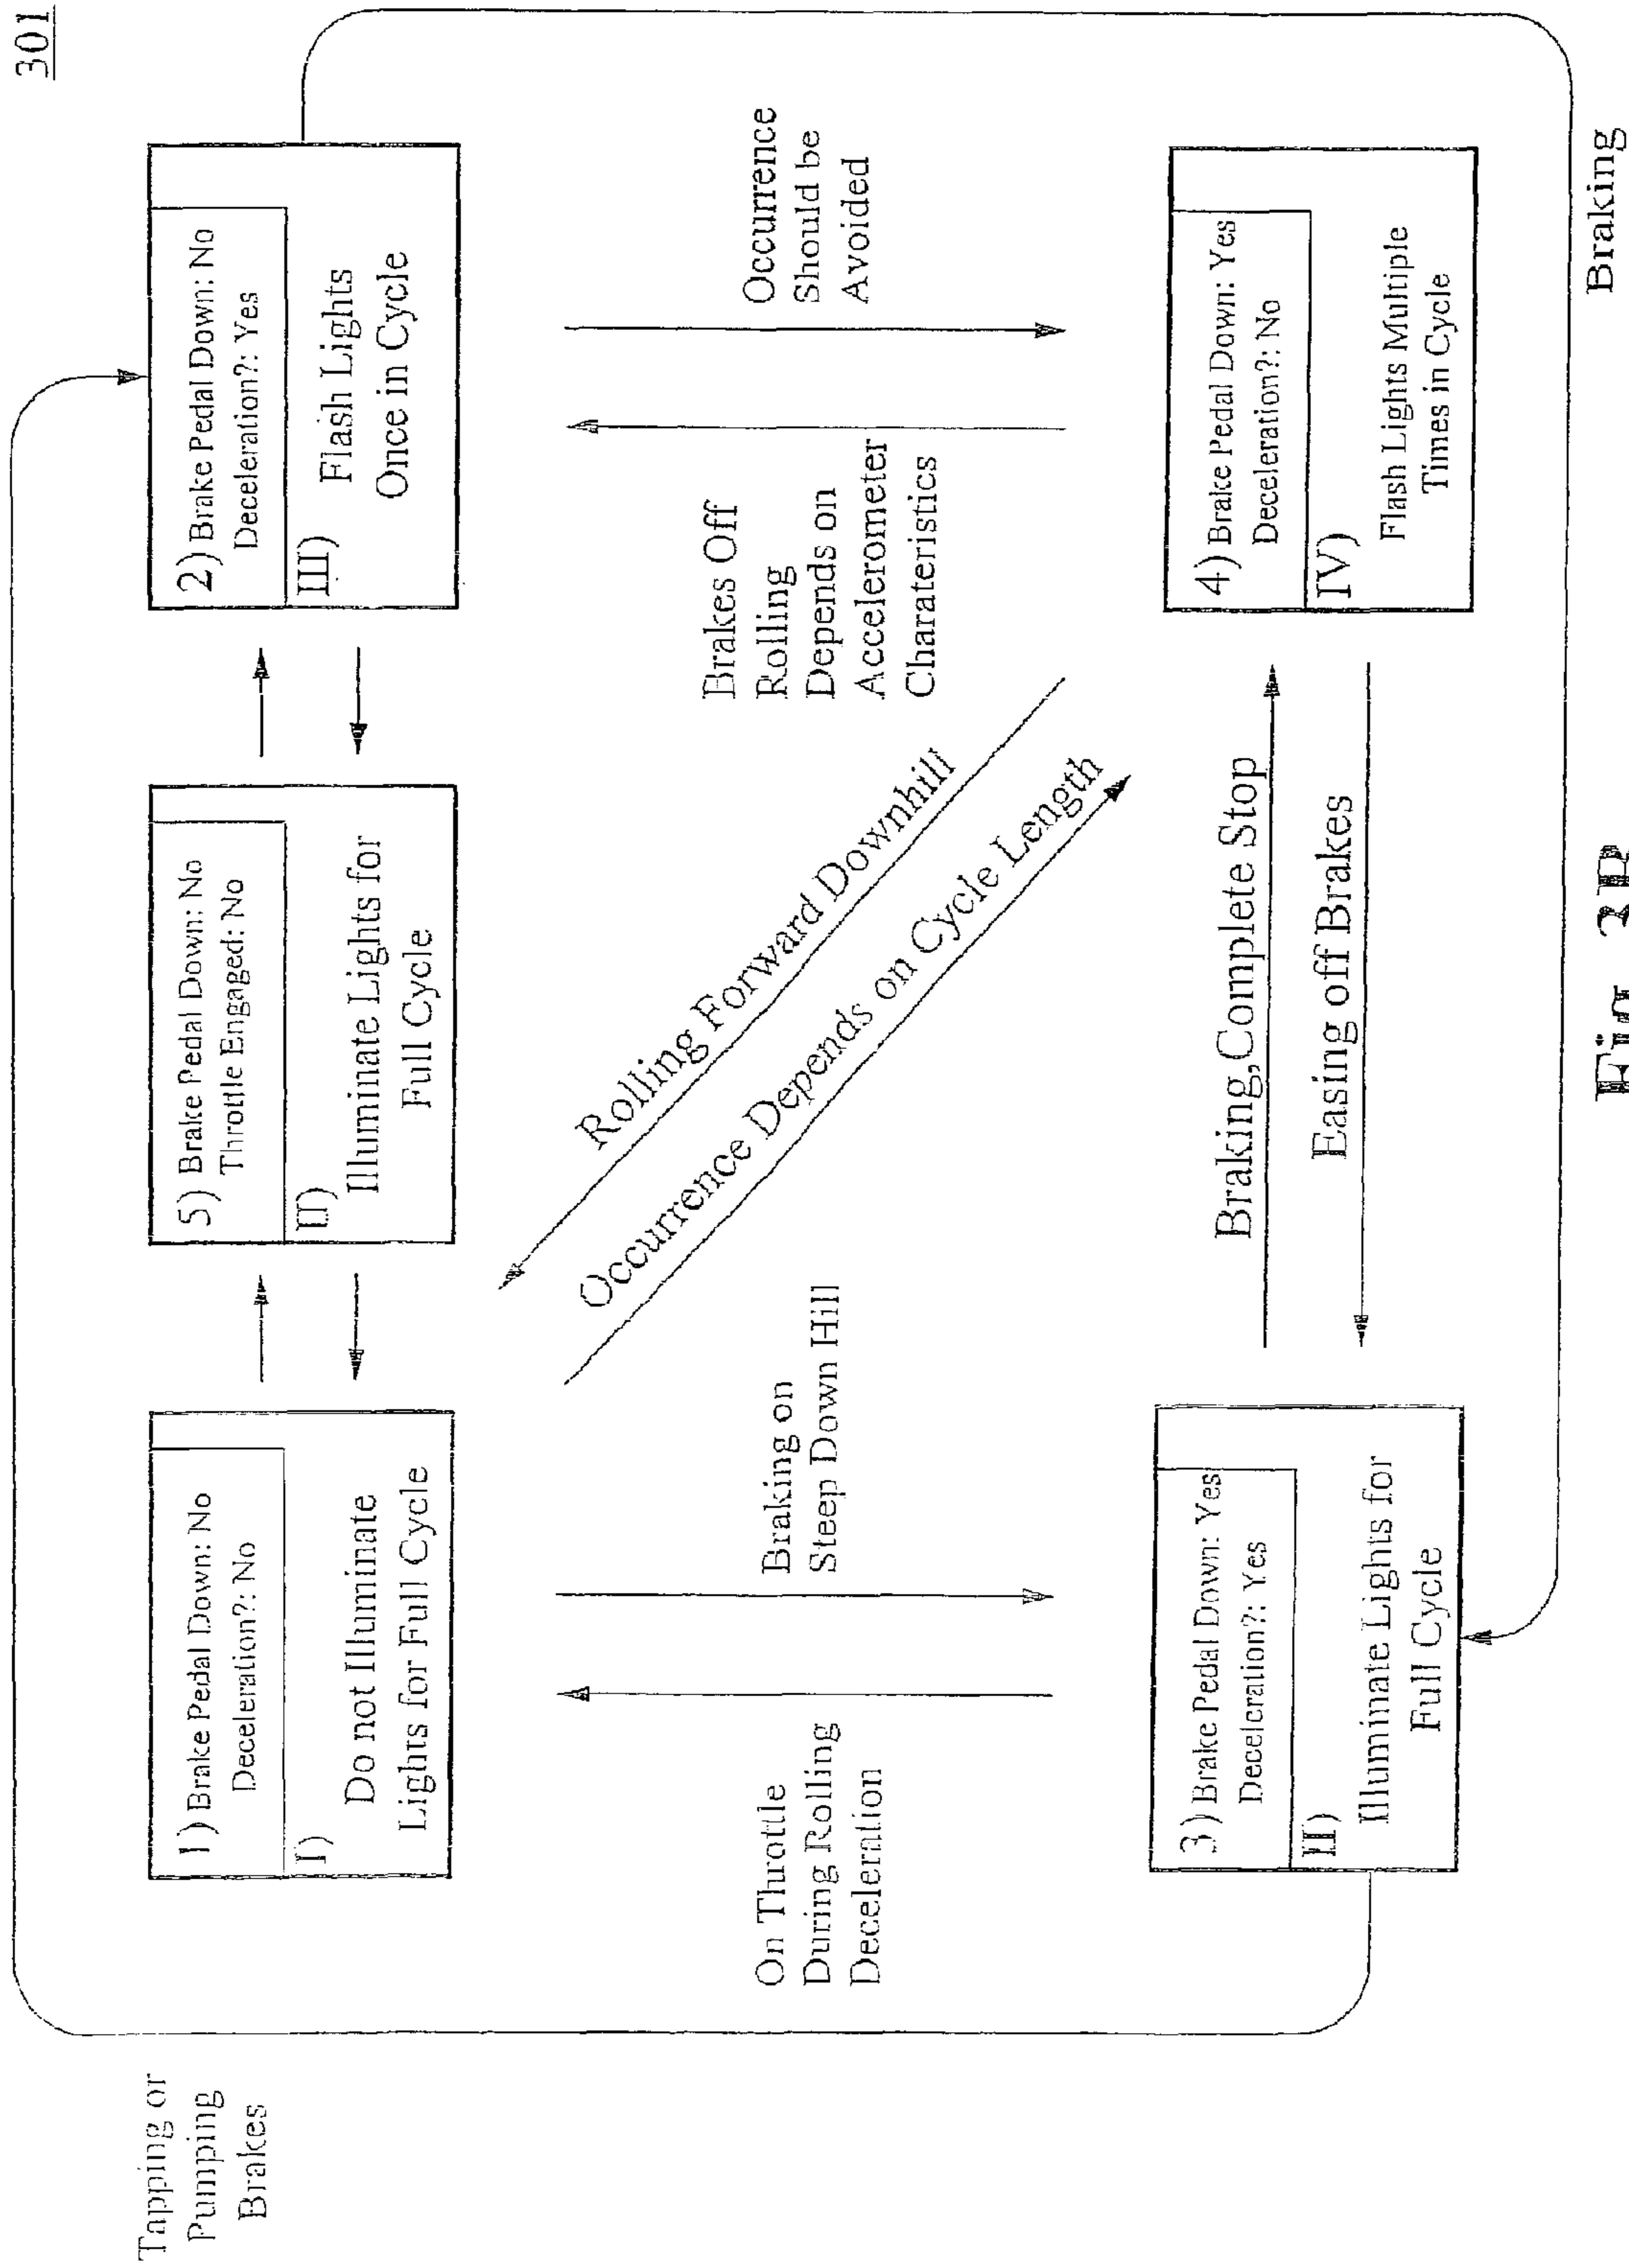 301
Tapping or
Pumping
Brakes
1) Brake Pedal Down: No
Deceleration?: No
I)
Do not Illuminate
Lights for Full Cycle
5) Brake Pedal Down: No
Throttle Engaged: No
II)
Illuminate Lights for
Full Cycle
2) Brake Pedal Down: No
Deceleration?: Yes
III)
Flash Lights
Once in Cycle
On Throttle
During Rolling
Deceleration
Braking on
Steep Down Hill
Rolling Forward Downhill
Occurrence Depends on Cycle Length
Brakes Off
Rolling
Depends on
Accelerometer
Charateristics
Occurrence
Should be
Avoided
3) Brake Pedal Down: Yes
Deceleration?: Yes
II)
Illuminate Lights for
Full Cycle
Braking,Complete Stop
Easing off Brakes
4) Brake Pedal Down: Yes
Deceleration?: No
IV)
Flash Lights Multiple
Times in Cycle
Braking
Fig. 3B